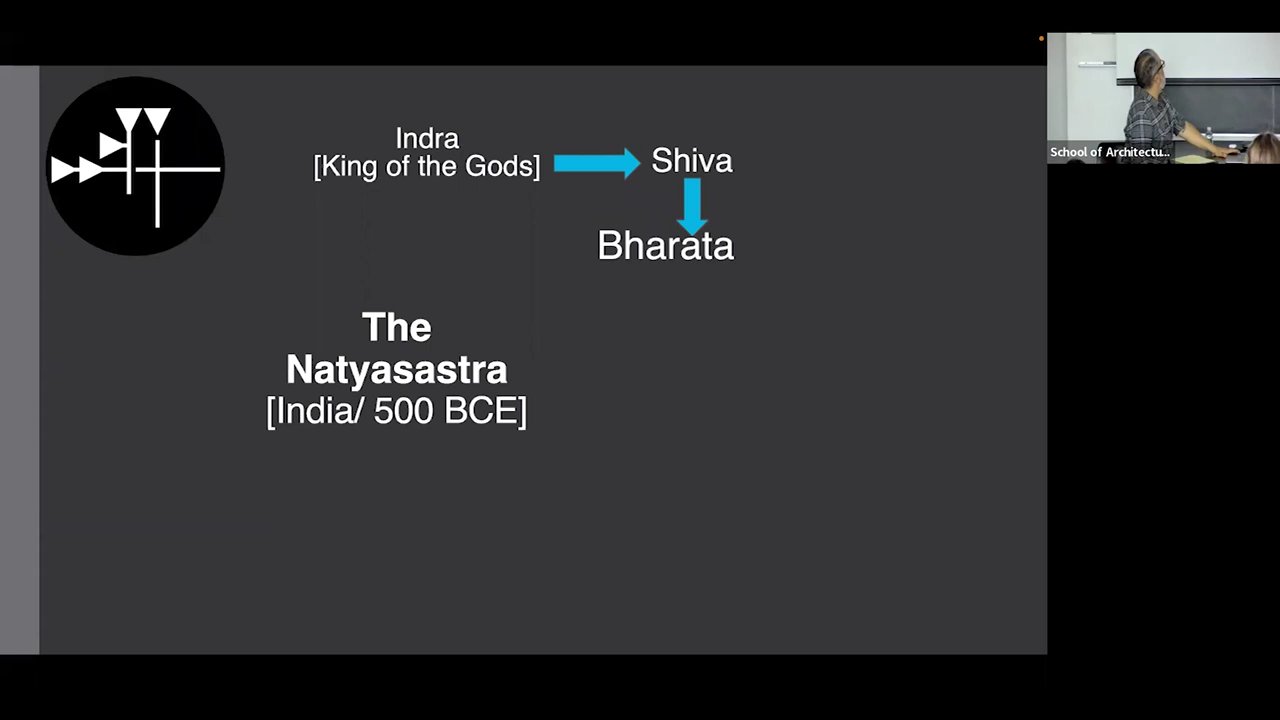 Indra
[King of the Gods]
Shiva
Bharata
The
Natyasastra
[India/ 500 BCE]
School of Architectu...